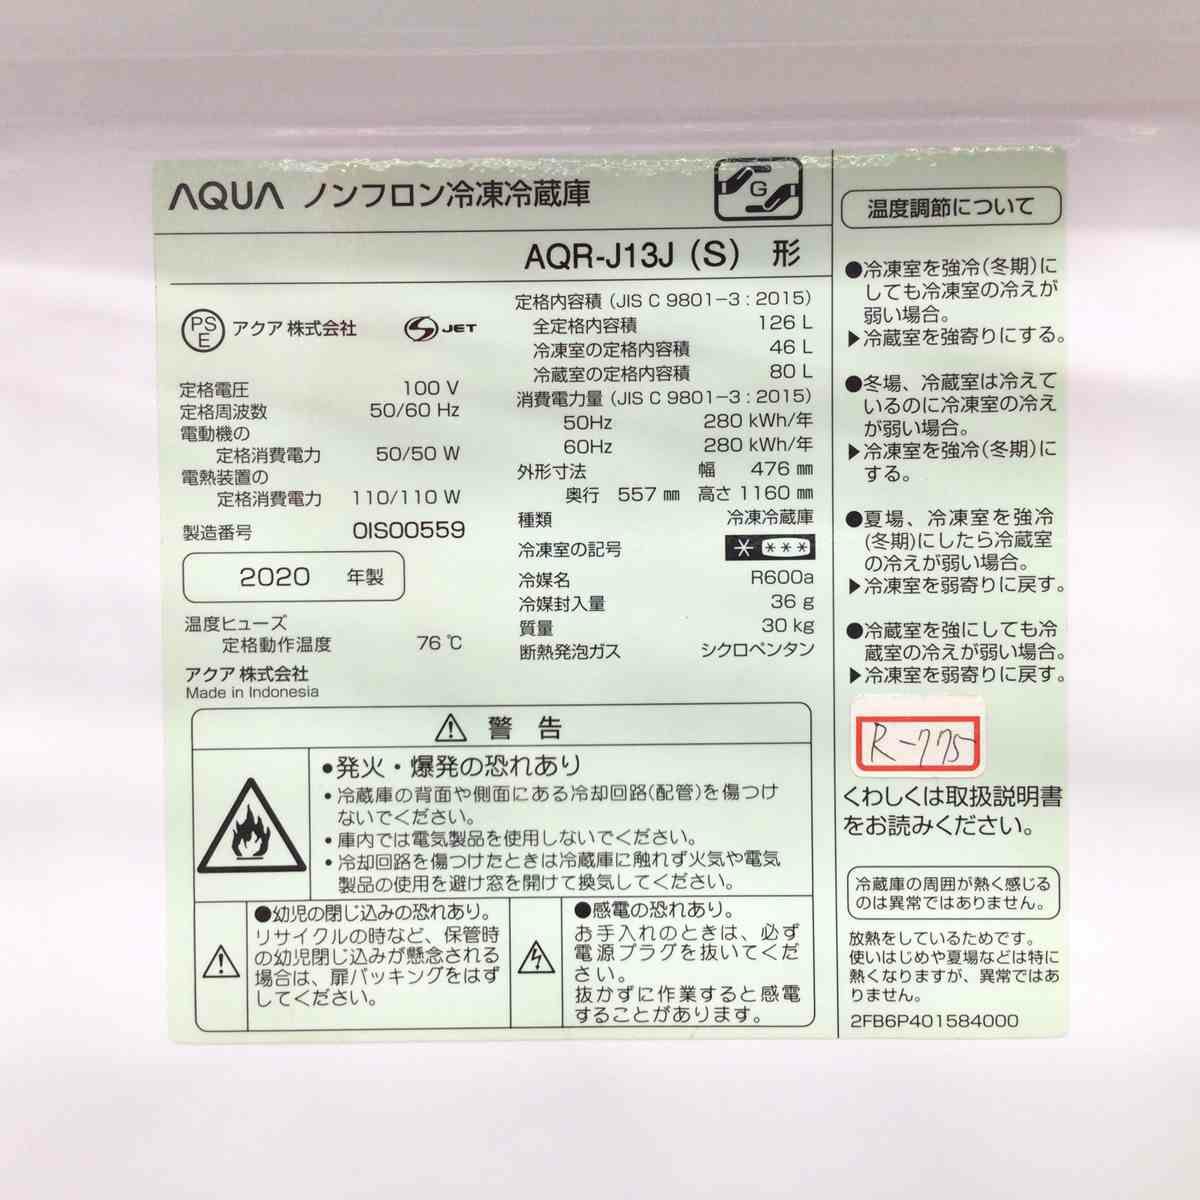 AQUA ノンフロン冷凍冷蔵庫
G
AQR-J13J (S) 形
PS
E
アクア 株式会社
S JET
定格電圧 100 V
定格周波数 50/60 Hz
電動機の
定格消費電力 50/50 W
電熱装置の
定格消費電力 110/110 W
製造番号 0IS00559
2020 年製
温度ヒューズ
定格動作温度 76 ℃
アクア 株式会社
Made in Indonesia
定格内容積 (JIS C 9801-3 : 2015)
全定格内容積 126 L
冷凍室の定格内容積 46 L
冷蔵室の定格内容積 80 L
消費電力量 (JIS C 9801-3 : 2015)
50Hz 280 kWh/年
60Hz 280 kWh/年
外形寸法 幅 476 ㎜
奥行 557 ㎜ 高さ 1160 ㎜
種類 冷凍冷蔵庫
冷凍室の記号 * ***
冷媒名 R600a
冷媒封入量 36 g
質量 30 kg
断熱発泡ガス シクロペンタン
⚠ 警告
•発火・爆発の恐れあり
・冷蔵庫の背面や側面にある冷却回路(配管)を傷つけ
ないでください。
・庫内では電気製品を使用しないでください。
・冷却回路を傷つけたときは冷蔵庫に触れず火気や電気
製品の使用を避け窓を開けて換気してください。
●幼児の閉じ込みの恐れあり。
リサイクルの時など、保管時
の幼児閉じ込みが懸念される
場合は、扉パッキングをはず
してください。
●感電の恐れあり。
お手入れのときは、必ず
電源プラグを抜いてくだ
さい。
抜かずに作業すると感電
することがあります。
温度調節について
●冷凍室を強冷(冬期)に
しても冷凍室の冷えが
弱い場合。
▶冷蔵室を強寄りにする。
●冬場、冷蔵室は冷えて
いるのに冷凍室の冷え
が弱い場合。
▶冷凍室を強冷(冬期)に
する。
●夏場、冷凍室を強冷
(冬期)にしたら冷蔵室
の冷えが弱い場合。
▶冷凍室を弱寄りに戻す。
●冷蔵室を強にしても冷
蔵室の冷えが弱い場合。
▶冷凍室を弱寄りに戻す。
R-775
くわしくは取扱説明書
をお読みください。
冷蔵庫の周囲が熱く感じる
のは異常ではありません。
放熱をしているためです。
使いはじめや夏場などは特に
熱くなりますが、異常ではあ
りません。
2FB6P401584000